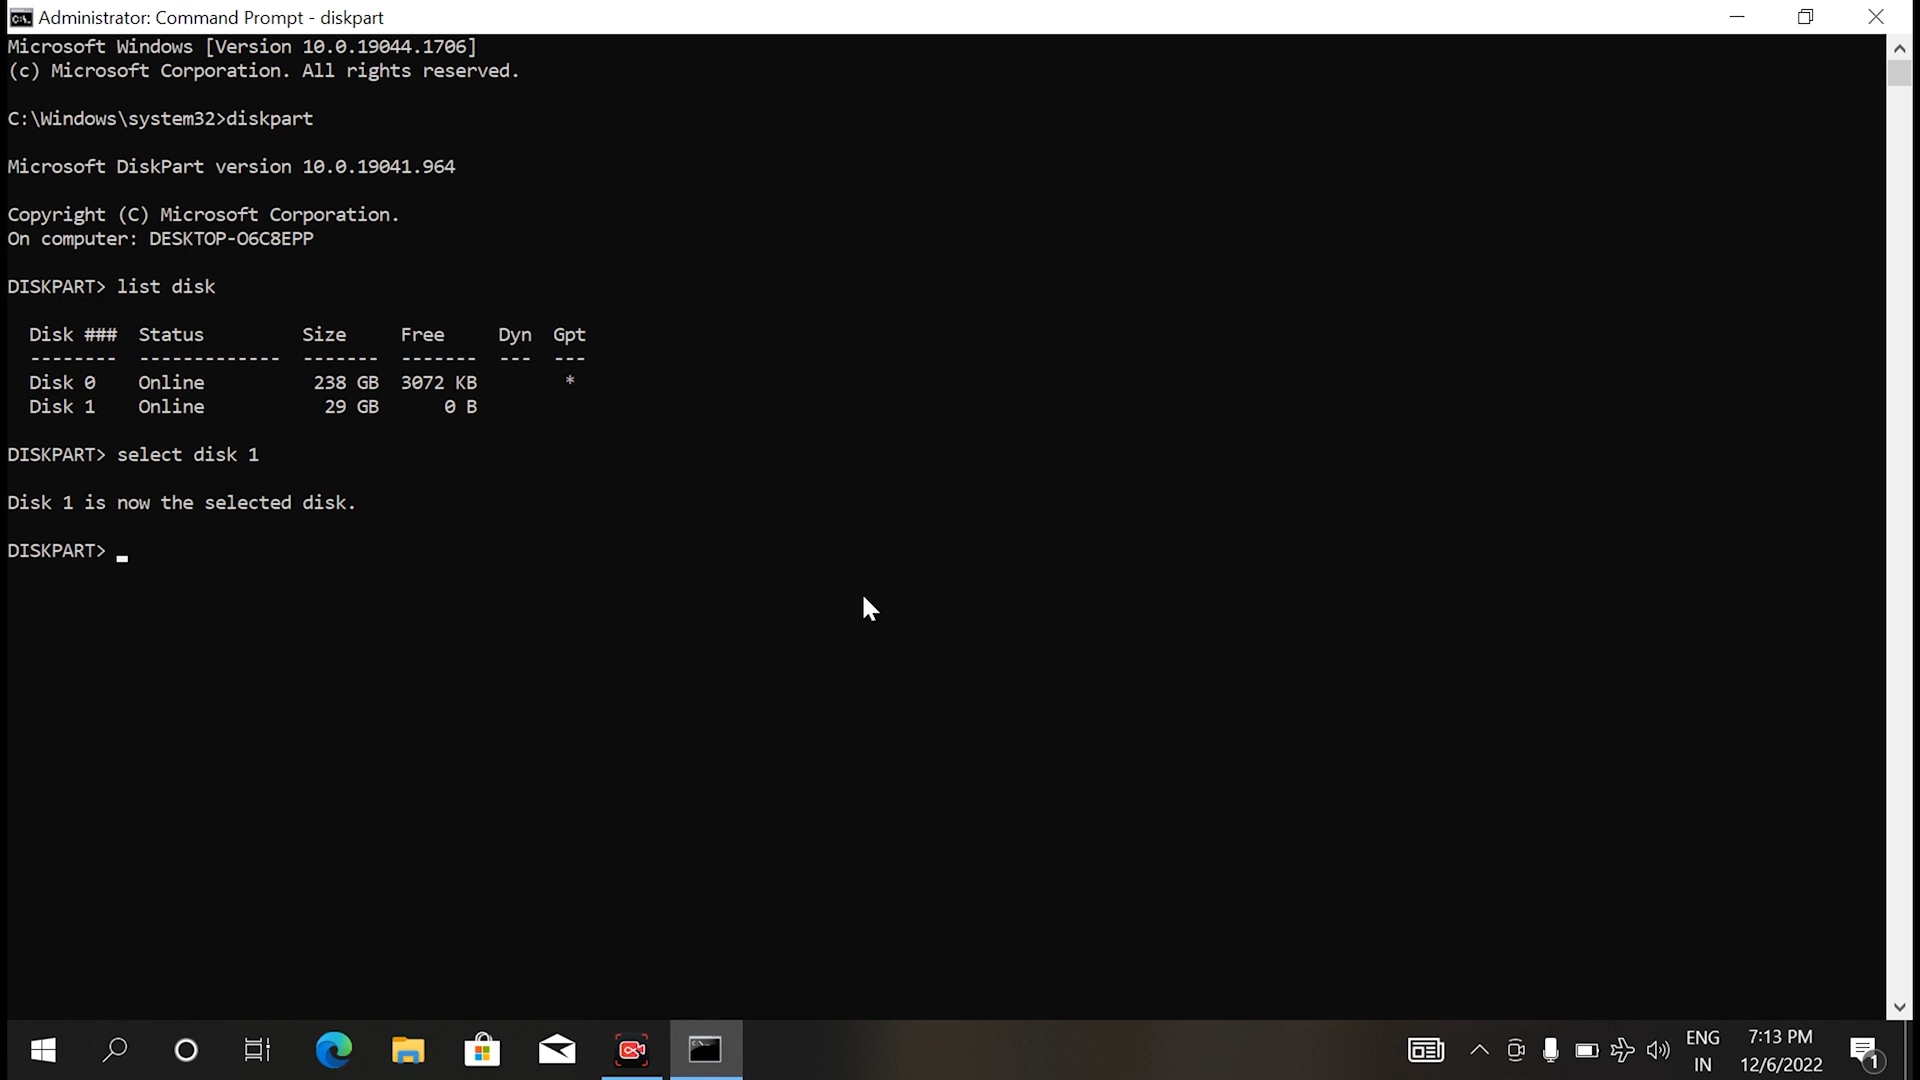 Administrator: Command Prompt - diskpart
Microsoft Windows [Version 10.0.19044.1706]
(c) Microsoft Corporation. All rights reserved.
C:\Windows\system32>diskpart
Microsoft DiskPart version 10.0.19041.964
Copyright (C) Microsoft Corporation.
On computer: DESKTOP-O6C8EPP
DISKPART> list disk
Disk ###  Status         Size     Free     Dyn  Gpt
--------  -------------  -------  -------  ---  ---
Disk 0    Online          238 GB  3072 KB        *
Disk 1    Online           29 GB      0 B
DISKPART> select disk 1
Disk 1 is now the selected disk.
DISKPART>
ENG 7:13 PM
IN 12/6/2022 1